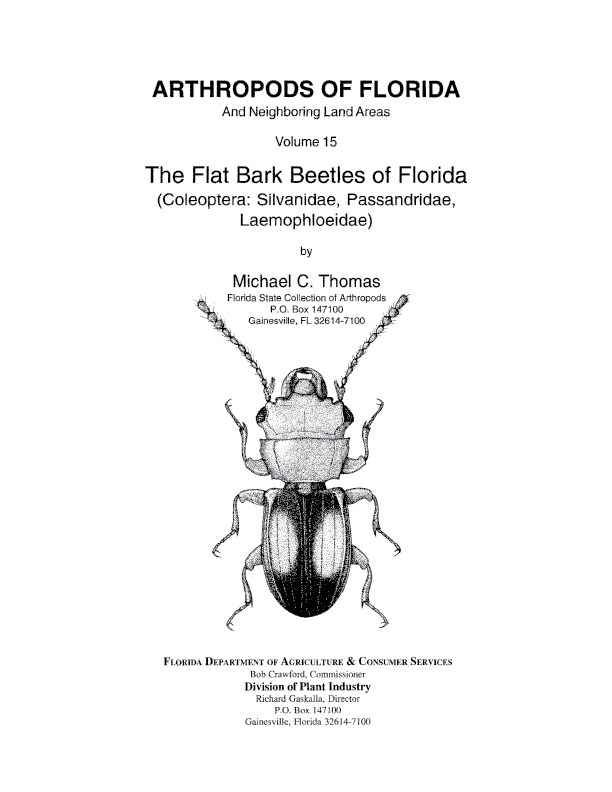 ARTHROPODS OF FLORIDA
And Neighboring Land Areas
Volume 15
The Flat Bark Beetles of Florida
(Coleoptera: Silvanidae, Passandridae,
Laemophloeidae)
by
Michael C. Thomas
Florida State Collection of Arthropods
P.O. Box 147100
Gainesville, FL 32614-7100
FLORIDA DEPARTMENT OF AGRICULTURE & CONSUMER SERVICES
Bob Crawford, Commissioner
Division of Plant Industry
Richard Gaskalla, Director
P.O. Box 147100
Gainesville, Florida 32614-7100